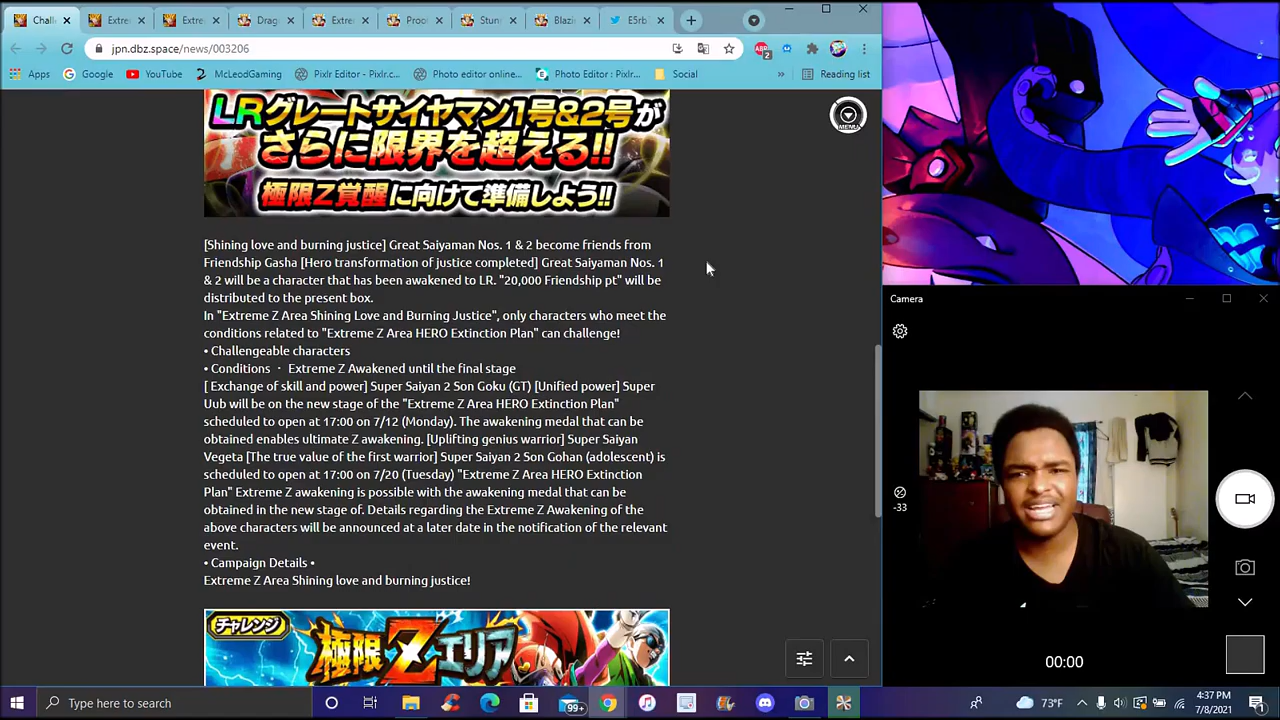 Chall
Extre
Extre
Drag
Extre
Proo
Stun
Blazi
E5rb
jpn.dbz.space/news/003206
ABP
2
Apps
Google
YouTube
McLeodGaming
Pixlr Editor - Pixlr.c...
Photo editor online...
Photo Editor : Pixlr...
Social
»
Reading list
LRグレートサイヤマン1号&2号が
さらに限界を超える!!
極限Z覚醒に向けて準備しよう!!
MENU
[Shining love and burning justice] Great Saiyaman Nos. 1 & 2 become friends from
Friendship Gasha [Hero transformation of justice completed] Great Saiyaman Nos. 1
& 2 will be a character that has been awakened to LR. "20,000 Friendship pt" will be
distributed to the present box.
In "Extreme Z Area Shining Love and Burning Justice", only characters who meet the
conditions related to "Extreme Z Area HERO Extinction Plan" can challenge!
• Challengeable characters
• Conditions ・ Extreme Z Awakened until the final stage
[ Exchange of skill and power] Super Saiyan 2 Son Goku (GT) [Unified power] Super
Uub will be on the new stage of the "Extreme Z Area HERO Extinction Plan"
scheduled to open at 17:00 on 7/12 (Monday). The awakening medal that can be
obtained enables ultimate Z awakening. [Uplifting genius warrior] Super Saiyan
Vegeta [The true value of the first warrior] Super Saiyan 2 Son Gohan (adolescent) is
scheduled to open at 17:00 on 7/20 (Tuesday) "Extreme Z Area HERO Extinction
Plan" Extreme Z awakening is possible with the awakening medal that can be
obtained in the new stage of. Details regarding the Extreme Z Awakening of the
above characters will be announced at a later date in the notification of the relevant
event.
• Campaign Details •
Extreme Z Area Shining love and burning justice!
チャレンジ
極限Zエリア
Camera
-33
00:00
Type here to search
99+
73°F
4:37 PM
7/8/2021